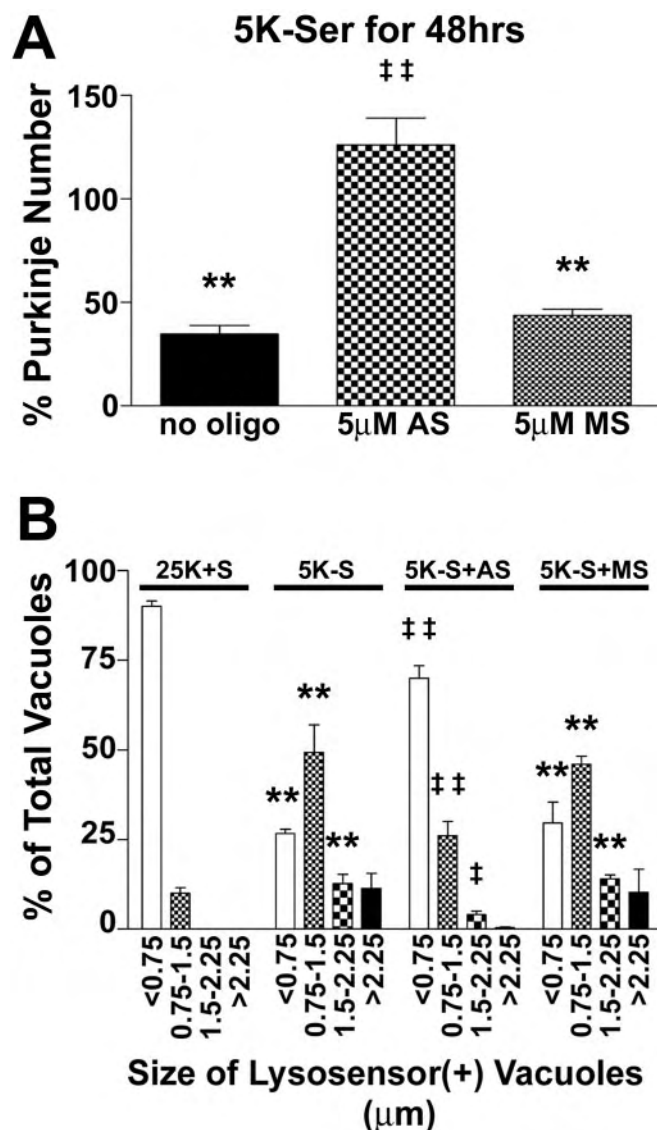 A
5K-Ser for 48hrs
‡‡
150
100
** **
50
0
% Purkinje Number
no oligo 5μM AS 5μM MS
B
25K+S 5K-S 5K-S+AS 5K-S+MS
100
‡‡
75
**
50
** ‡‡ ** **
25
** ‡ **
0
% of Total Vacuoles
<0.75 0.75-1.5 1.5-2.25 >2.25 <0.75 0.75-1.5 1.5-2.25 >2.25 <0.75 0.75-1.5 1.5-2.25 >2.25 <0.75 0.75-1.5 1.5-2.25 >2.25
Size of Lysosensor(+) Vacuoles
(μm)